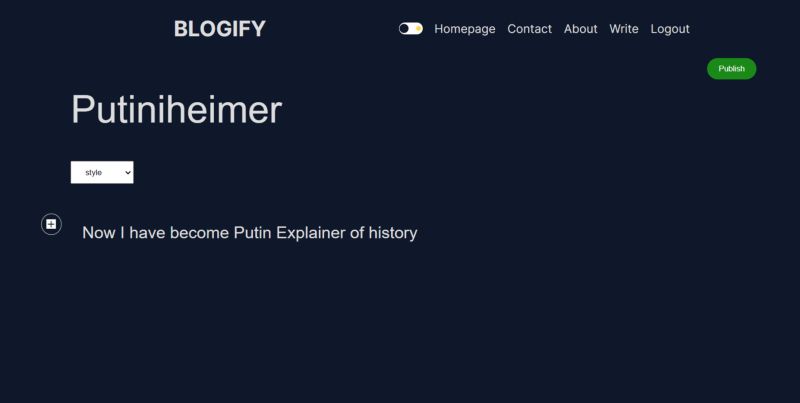 BLOGIFY
Homepage Contact About Write Logout
Publish
Putiniheimer
style
Now I have become Putin Explainer of history